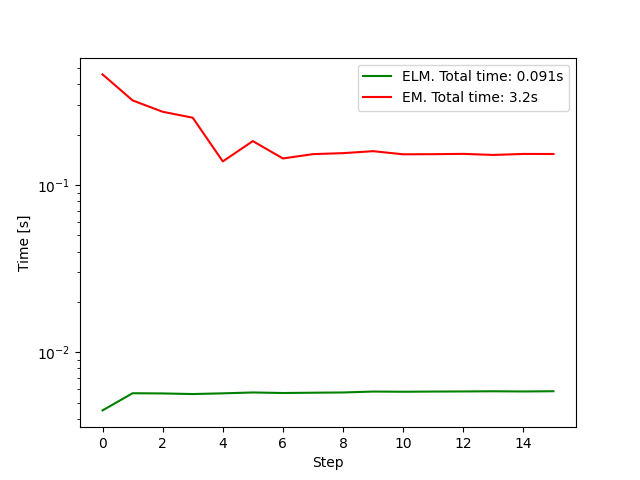 ELM. Total time: 0.091s
EM. Total time: 3.2s
Time [s]
10⁻¹
10⁻²
0 2 4 6 8 10 12 14
Step